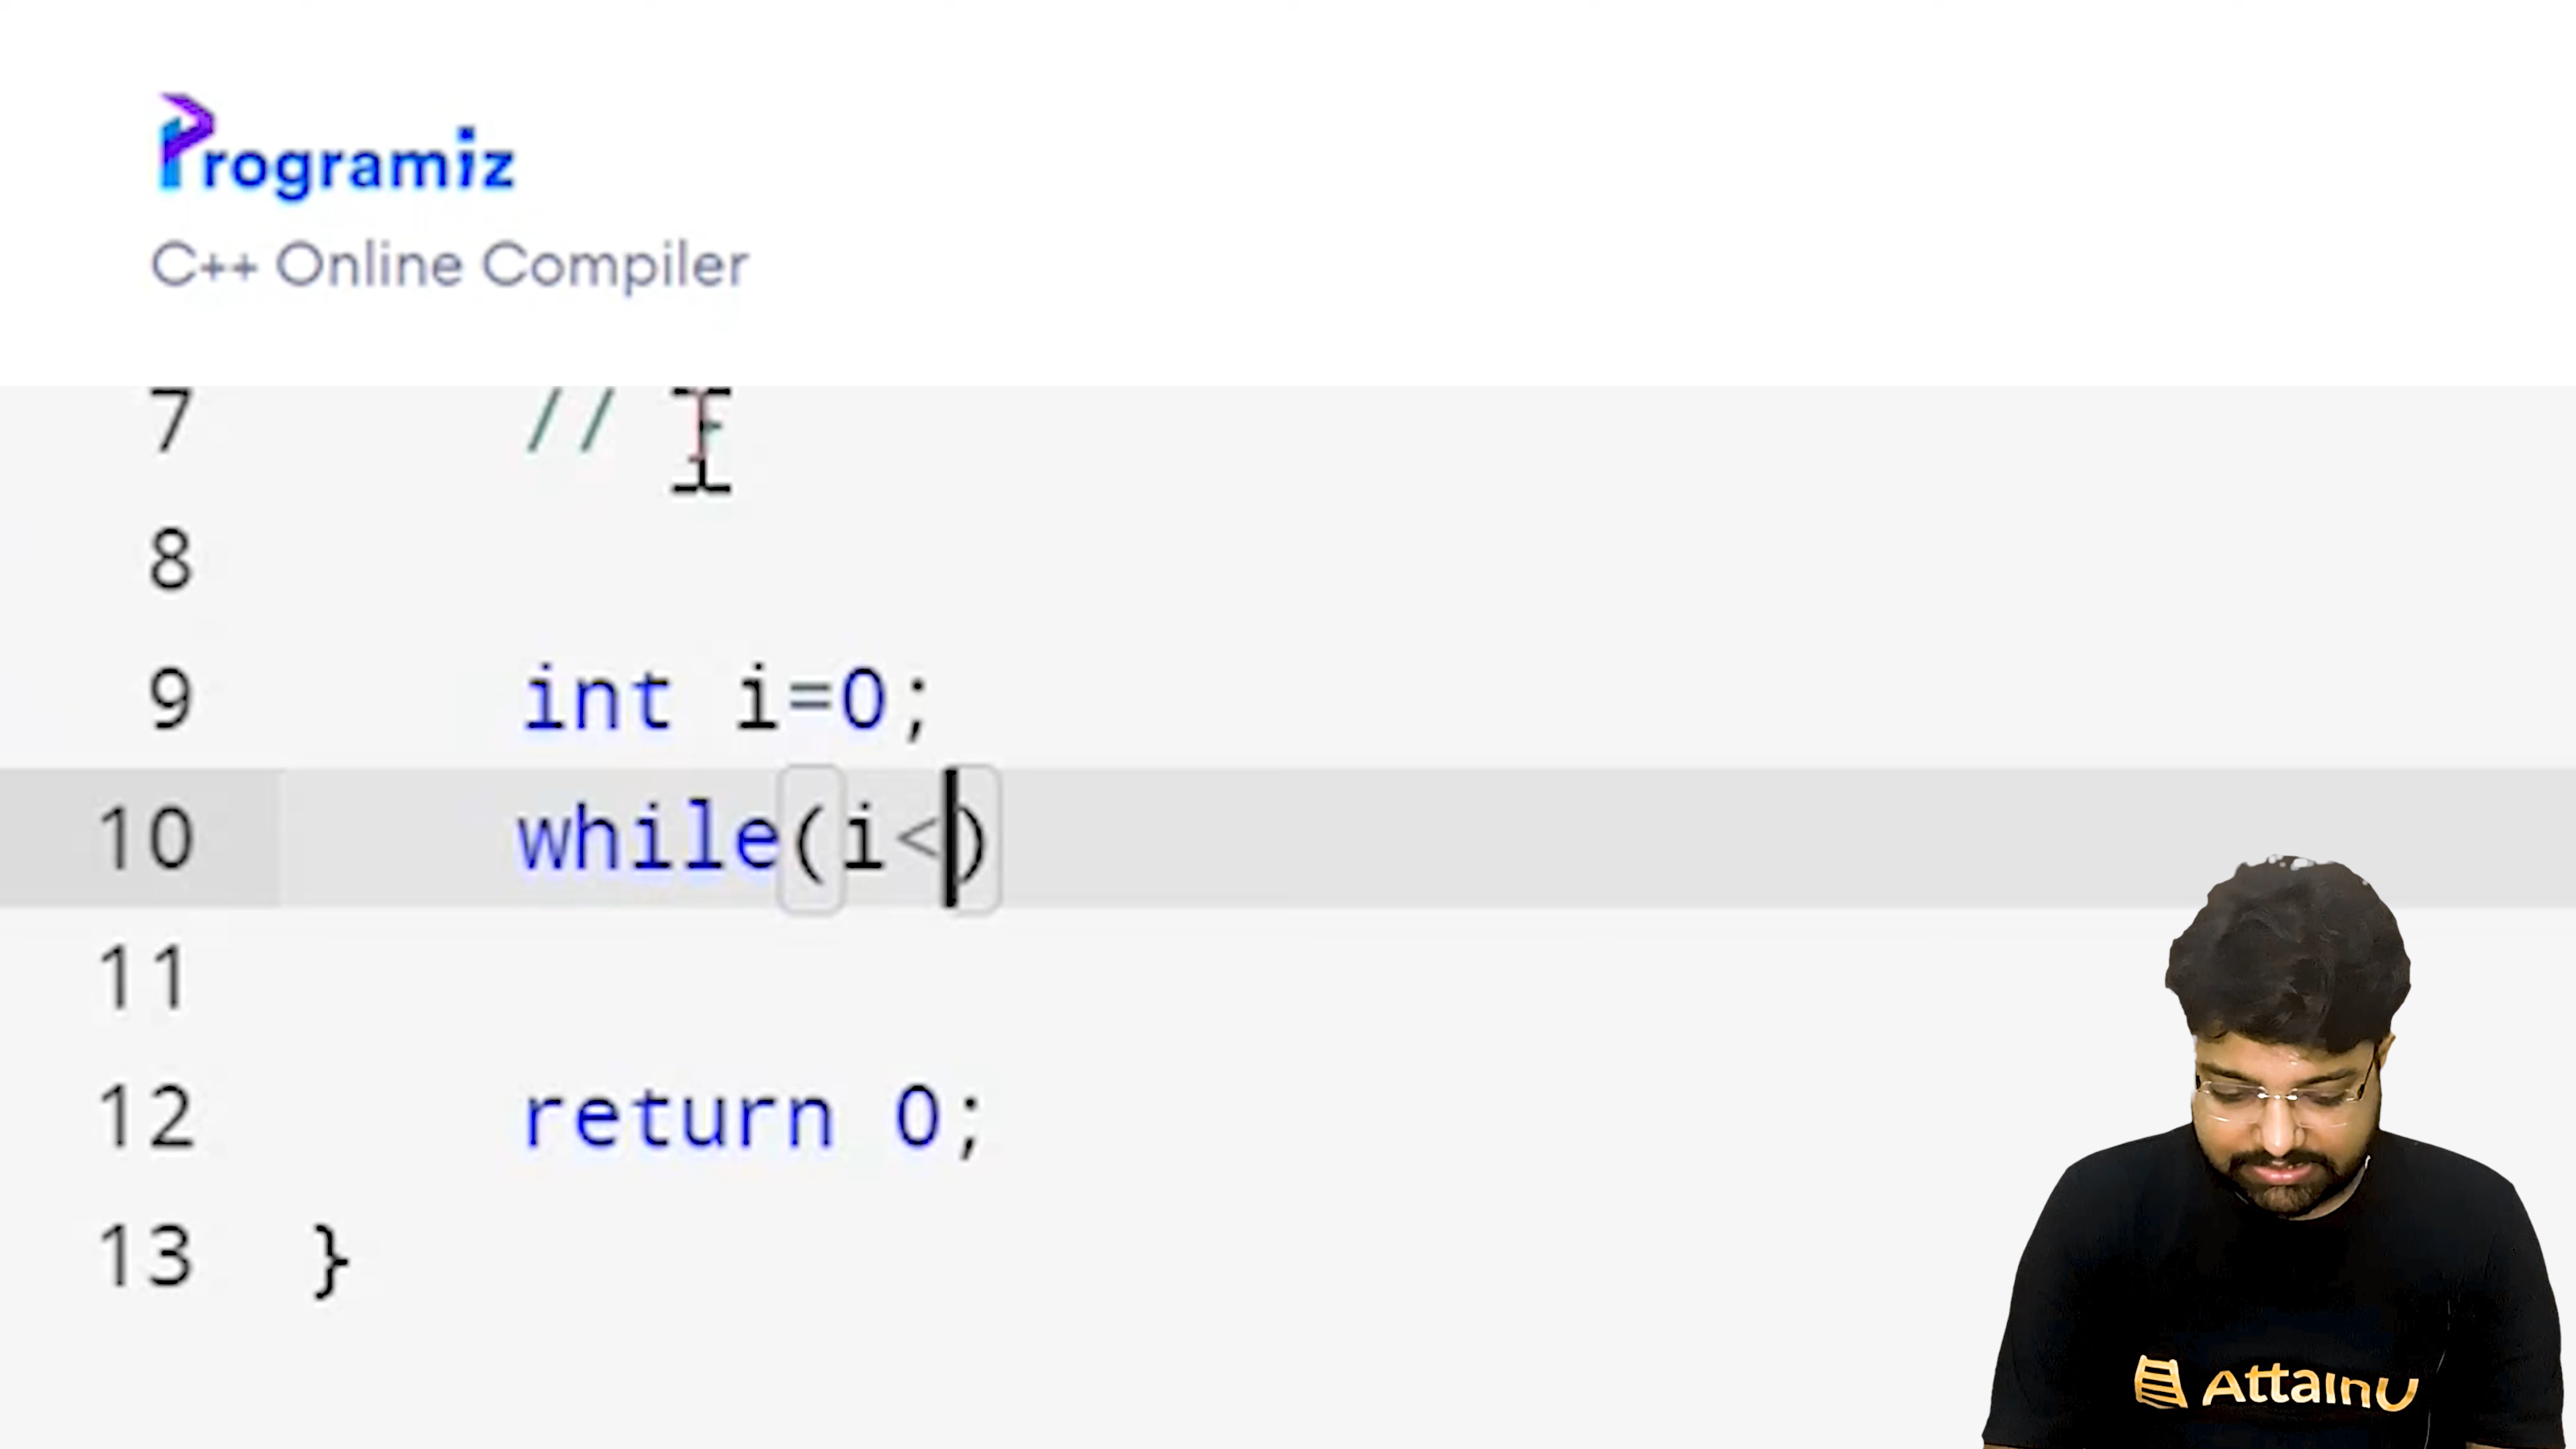 Programiz
C++ Online Compiler
7 //
8
9 int i=0;
10 while(i<)
11
12 return 0;
13 }
AttainU